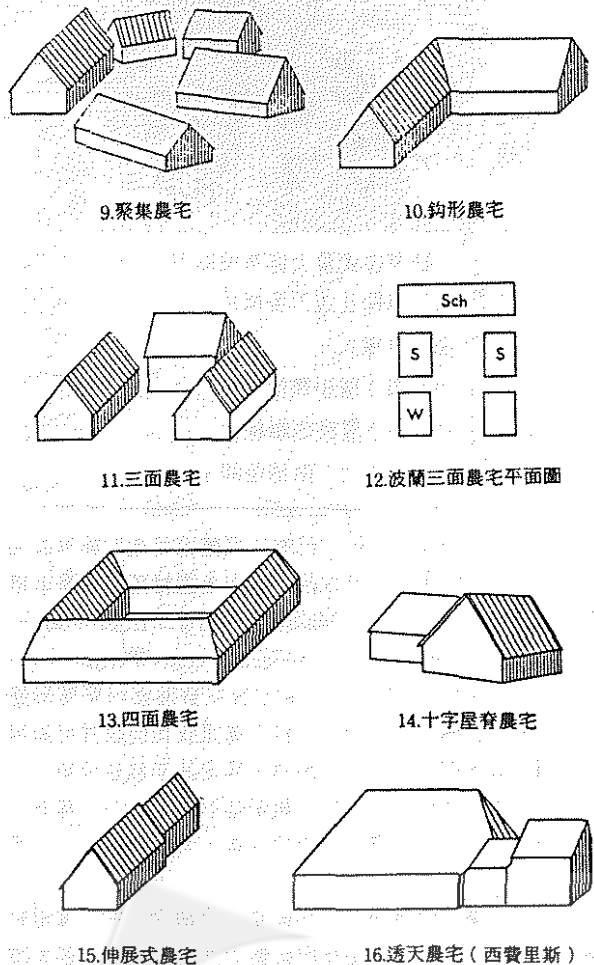 9.聚集農宅
10.鈎形農宅
Sch
S
S
W
11.三面農宅
12.波蘭三面農宅平面圖
13.四面農宅
14.十字屋脊農宅
15.伸展式農宅
16.透天農宅(西費里斯)